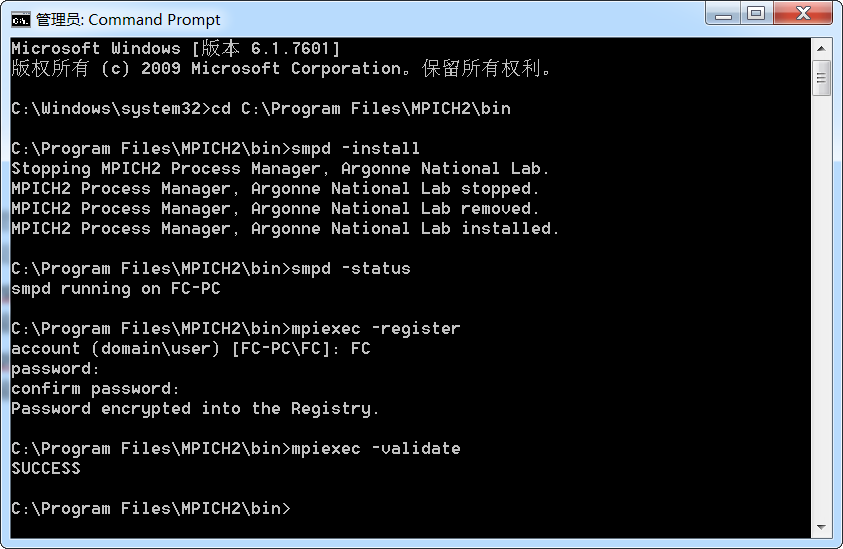 管理员: Command Prompt
Microsoft Windows [版本 6.1.7601]
版权所有 (c) 2009 Microsoft Corporation。保留所有权利。
C:\Windows\system32>cd C:\Program Files\MPICH2\bin
C:\Program Files\MPICH2\bin>smpd -install
Stopping MPICH2 Process Manager, Argonne National Lab.
MPICH2 Process Manager, Argonne National Lab stopped.
MPICH2 Process Manager, Argonne National Lab removed.
MPICH2 Process Manager, Argonne National Lab installed.
C:\Program Files\MPICH2\bin>smpd -status
smpd running on FC-PC
C:\Program Files\MPICH2\bin>mpiexec -register
account (domain\user) [FC-PC\FC]: FC
password:
confirm password:
Password encrypted into the Registry.
C:\Program Files\MPICH2\bin>mpiexec -validate
SUCCESS
C:\Program Files\MPICH2\bin>